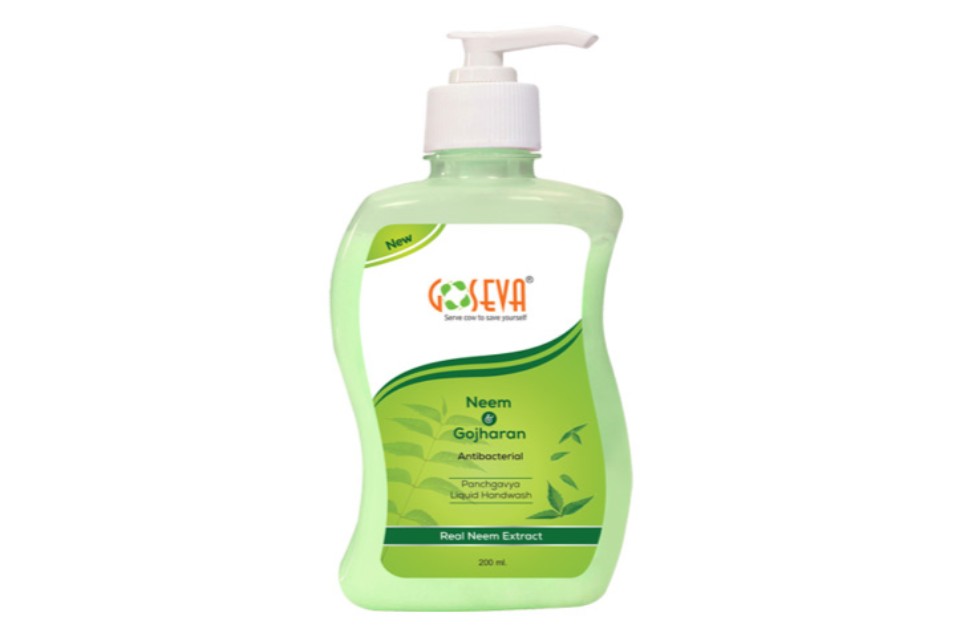 New
GOSEVA®
Serve cow to save yourself
Neem
&
Gojharan
Antibacterial
Panchgavya
Liquid Handwash
Real Neem Extract
200 ml.